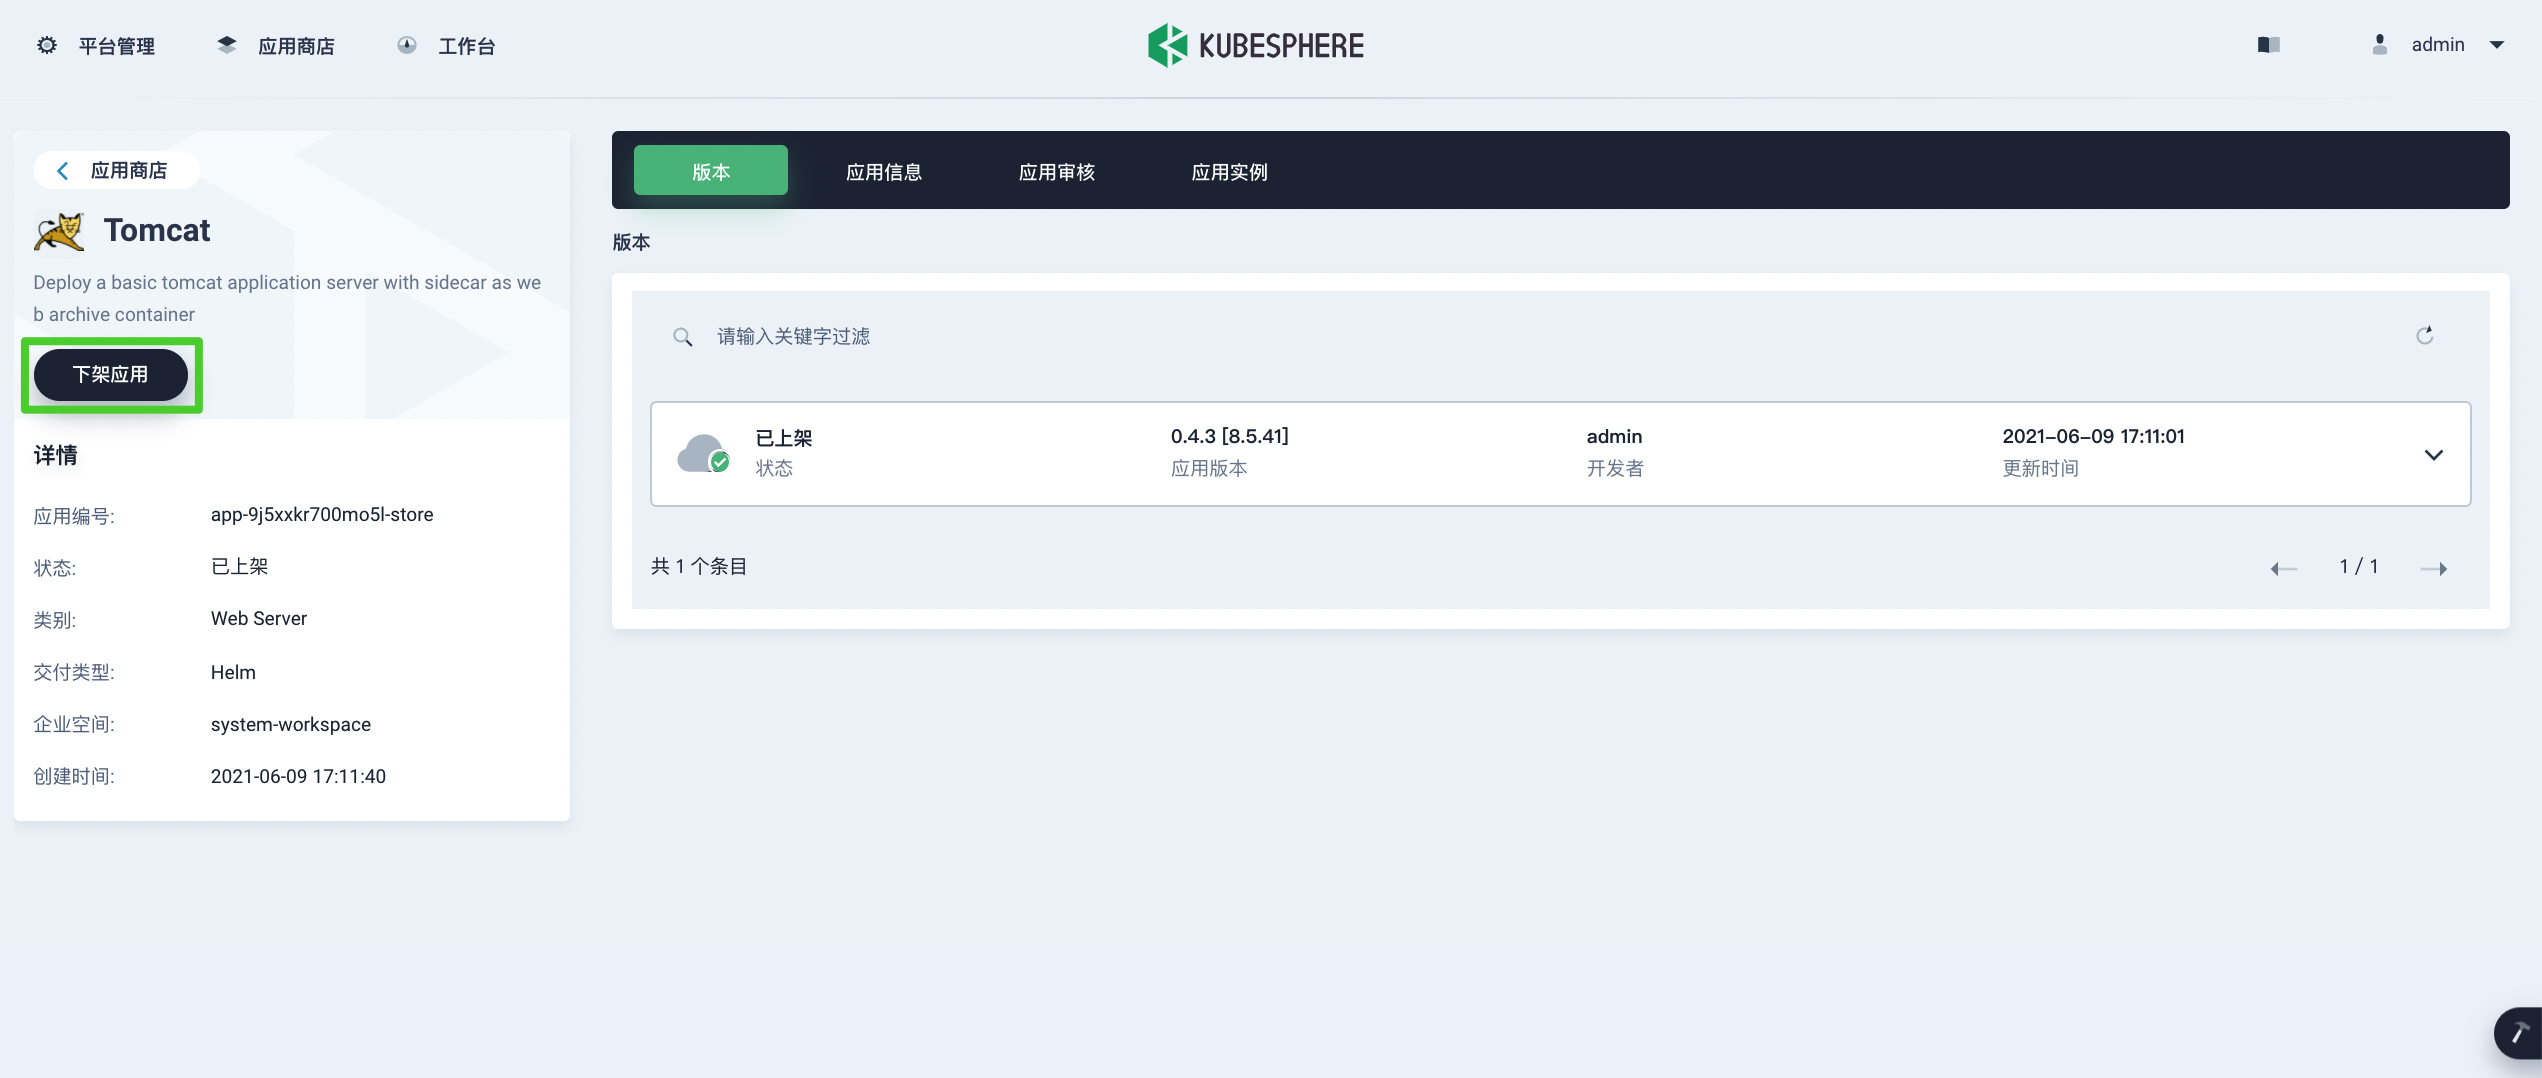 平台管理
应用商店
工作台
KUBESPHERE
admin
应用商店
Tomcat
Deploy a basic tomcat application server with sidecar as we
b archive container
下架应用
详情
应用编号: app-9j5xxkr700mo5l-store
状态: 已上架
类别: Web Server
交付类型: Helm
企业空间: system-workspace
创建时间: 2021-06-09 17:11:40
版本
应用信息
应用审核
应用实例
版本
请输入关键字过滤
已上架
状态
0.4.3 [8.5.41]
应用版本
admin
开发者
2021-06-09 17:11:01
更新时间
共 1 个条目
1 / 1